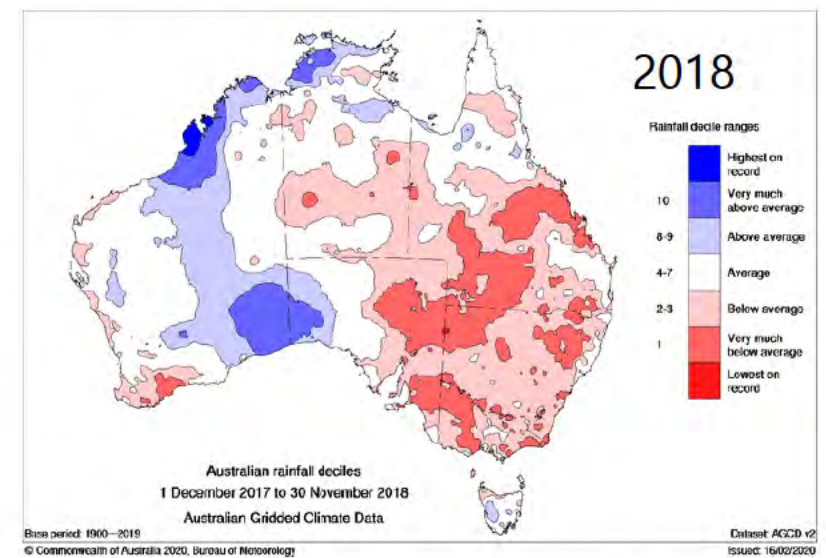 2018
Rainfall decile ranges
Highest on
record
10
Very much
above average
8-9
Above average
4-7
Average
2-3
Below average
1
Very much
below average
Lowest on
record
Australian rainfall deciles
1 December 2017 to 30 November 2018
Australian Gridded Climate Data
Base period: 1900—2019
Dataset: AGCD v2
© Commonwealth of Australia 2020, Bureau of Meteorology
Issued: 16/02/2020